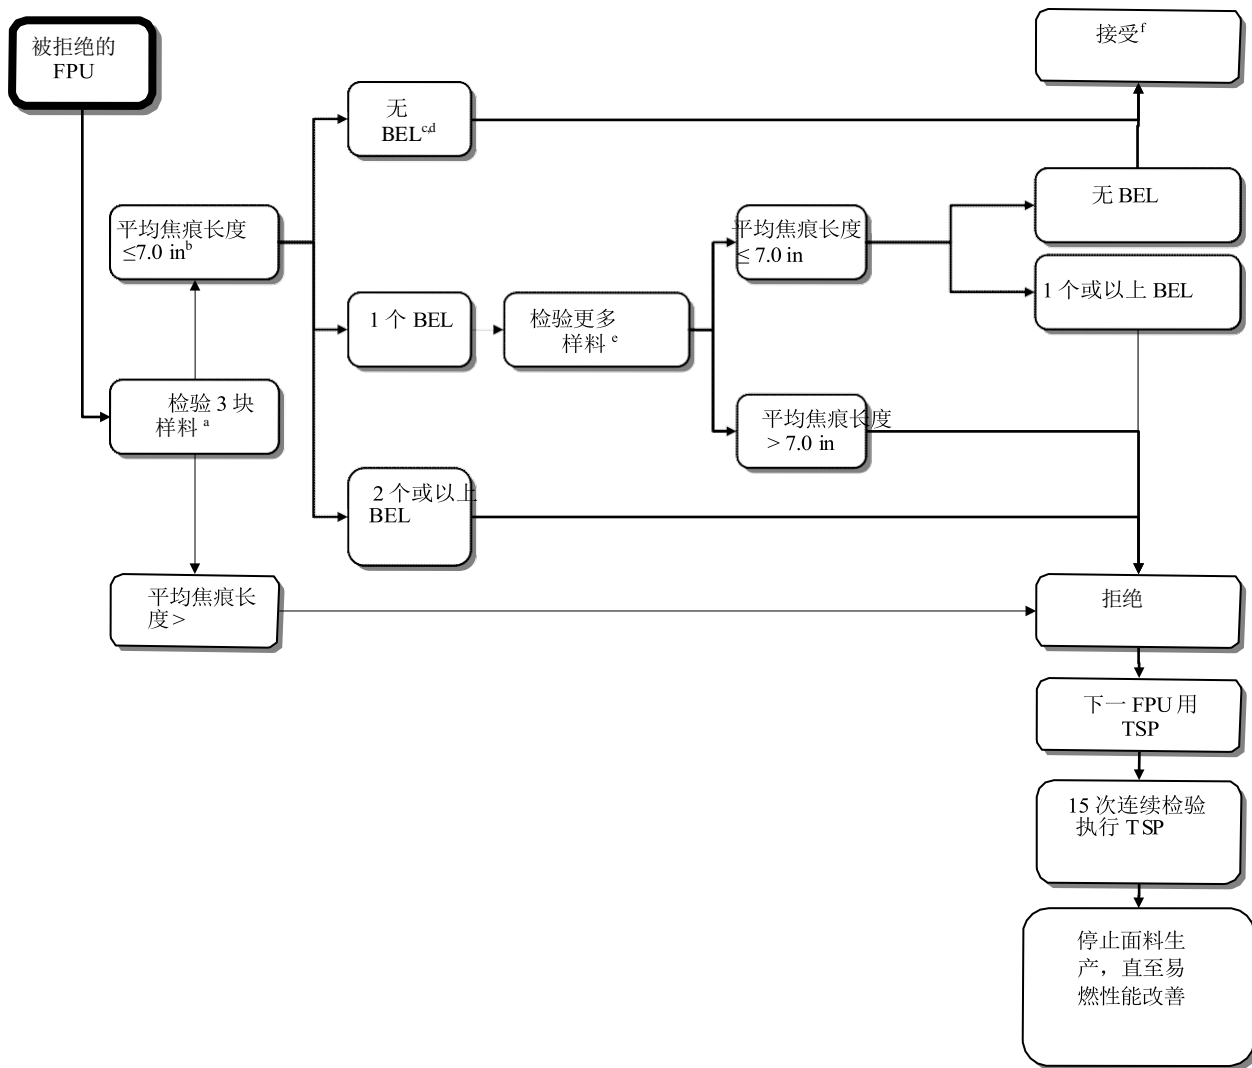 被拒绝的
FPU
接受f
无
BELc,d
平均焦痕长度
≤7.0 inb
平均焦痕长度
≤ 7.0 in
无 BEL
1 个 BEL
检验更多
样料 e
1 个或以上 BEL
检验 3 块
样料 a
平均焦痕长度
> 7.0 in
2 个或以上
BEL
平均焦痕长
度 >
拒绝
下一 FPU 用
TSP
15 次连续检验
执行 TSP
停止面料生
产，直至易
燃性能改善